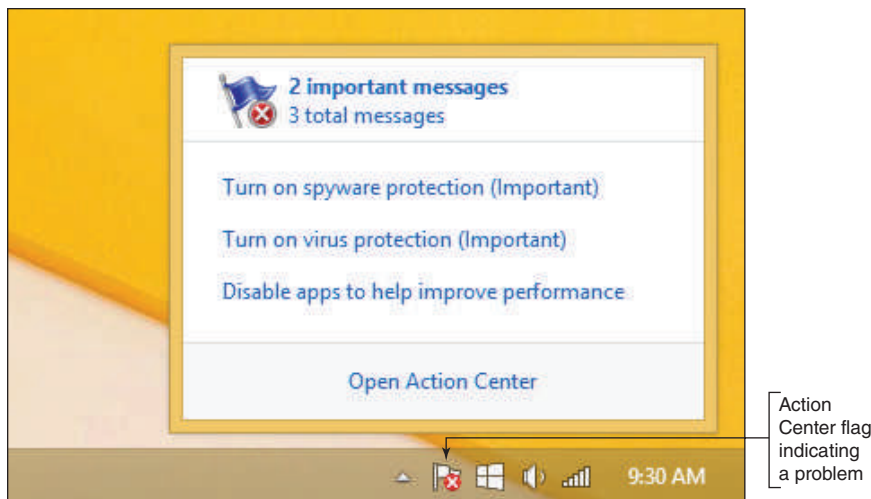 2 important messages
3 total messages
Turn on spyware protection (Important)
Turn on virus protection (Important)
Disable apps to help improve performance
Open Action Center
9:30 AM
Action
Center flag
indicating
a problem